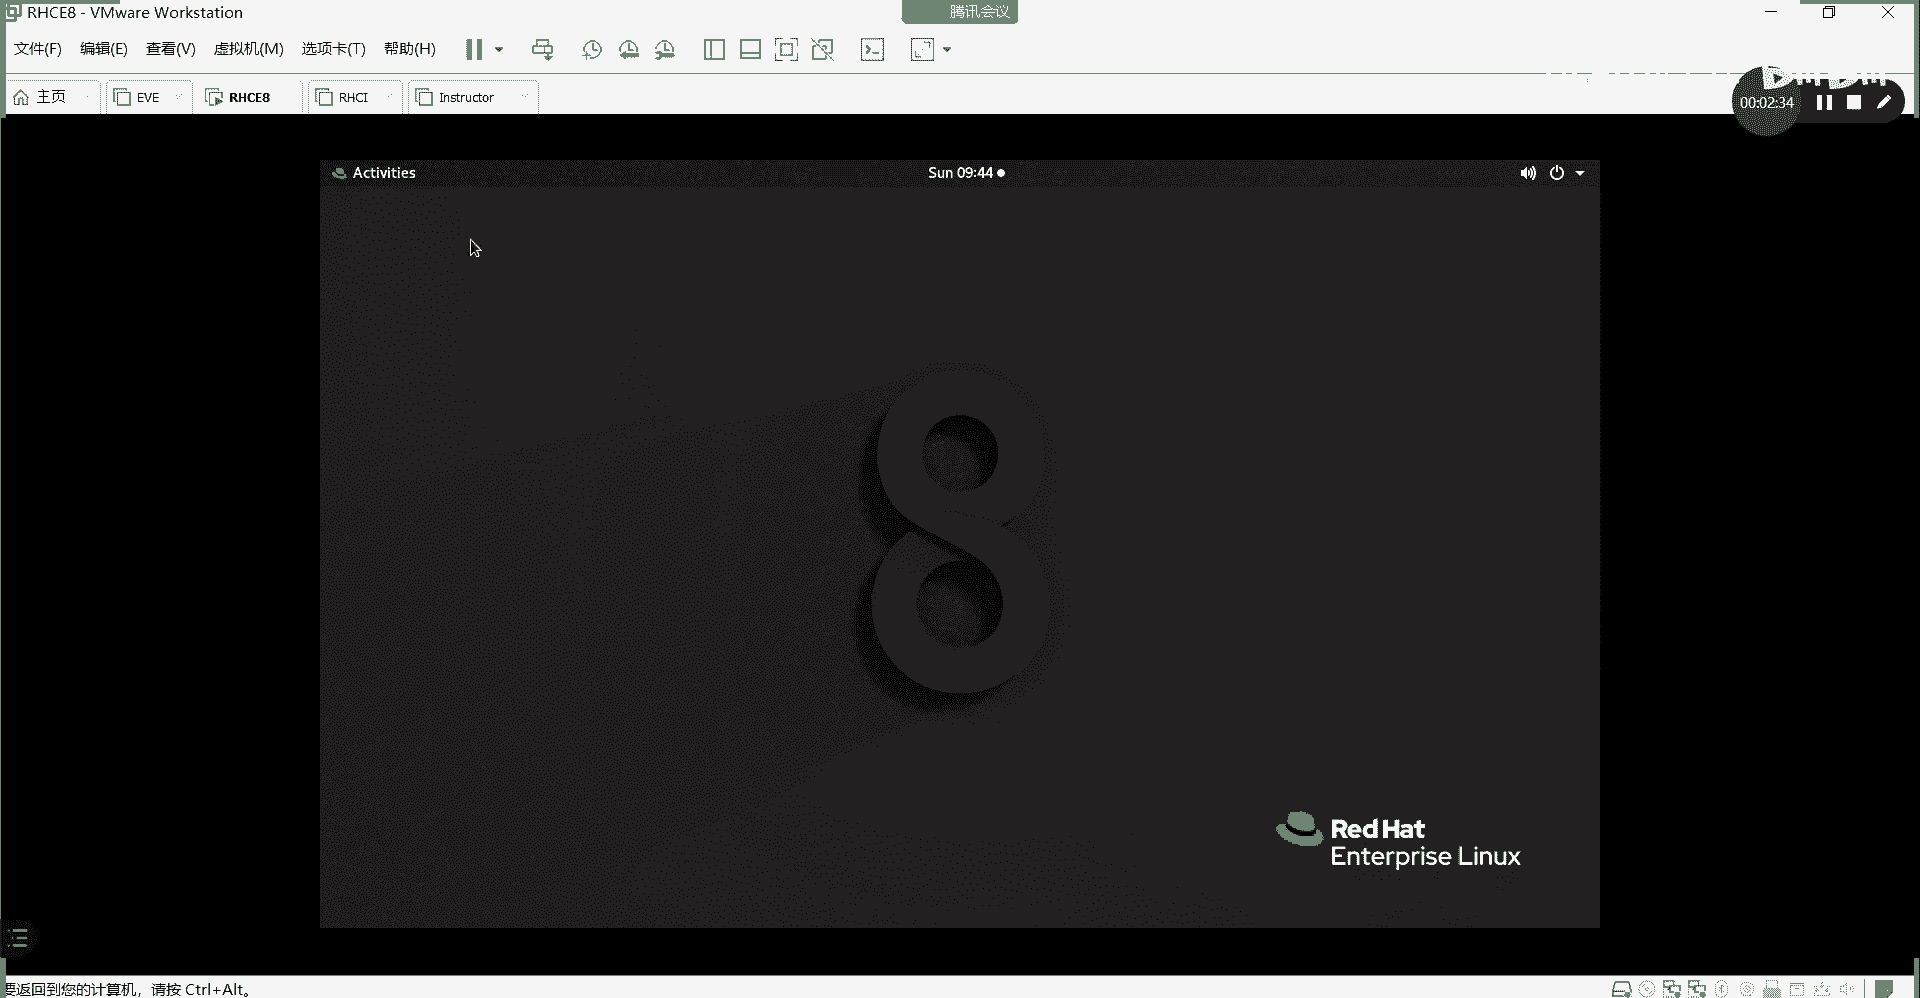 RHCE8 - VMware Workstation
腾讯会议
文件(F) 编辑(E) 查看(V) 虚拟机(M) 选项卡(T) 帮助(H)
主页 EVE RHCE8 RHCI Instructor
00:02:34
Activities Sun 09:44
Red Hat
Enterprise Linux
要返回到您的计算机，请按 Ctrl+Alt。